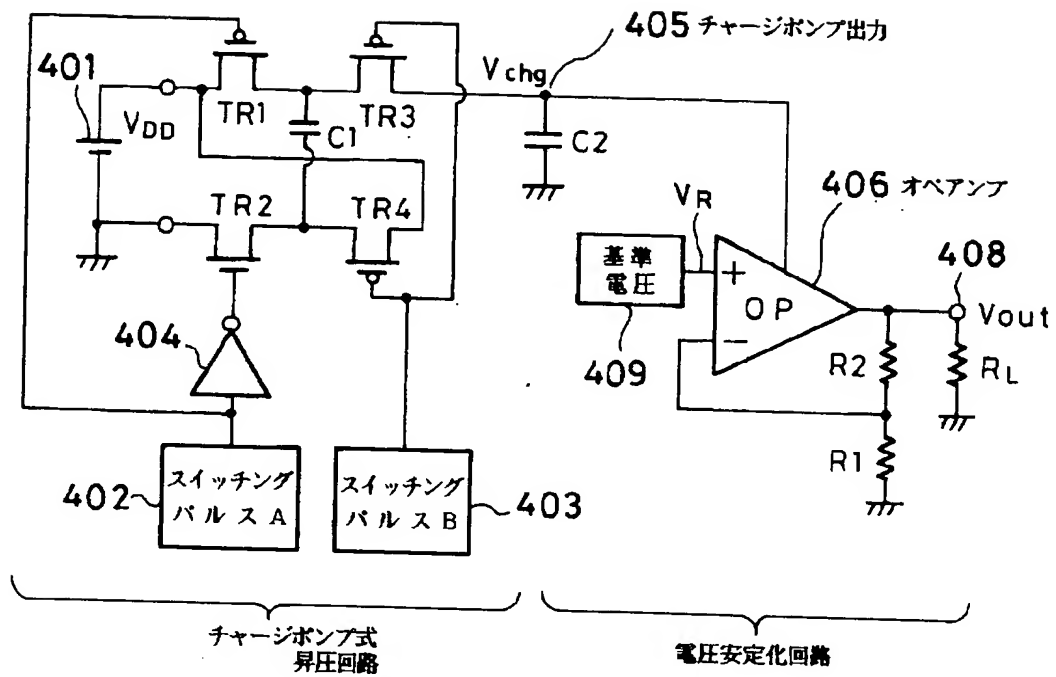 405 チャージポンプ出力
401
VDD
TR1
TR3
Vchg
C1
C2
TR2
TR4
406 オペアンプ
VR
基準
電圧
409
+
OP
−
408
Vout
R2
RL
R1
404
402
スイッチング
パルスA
スイッチング
パルスB
403
チャージポンプ式
昇圧回路
電圧安定化回路